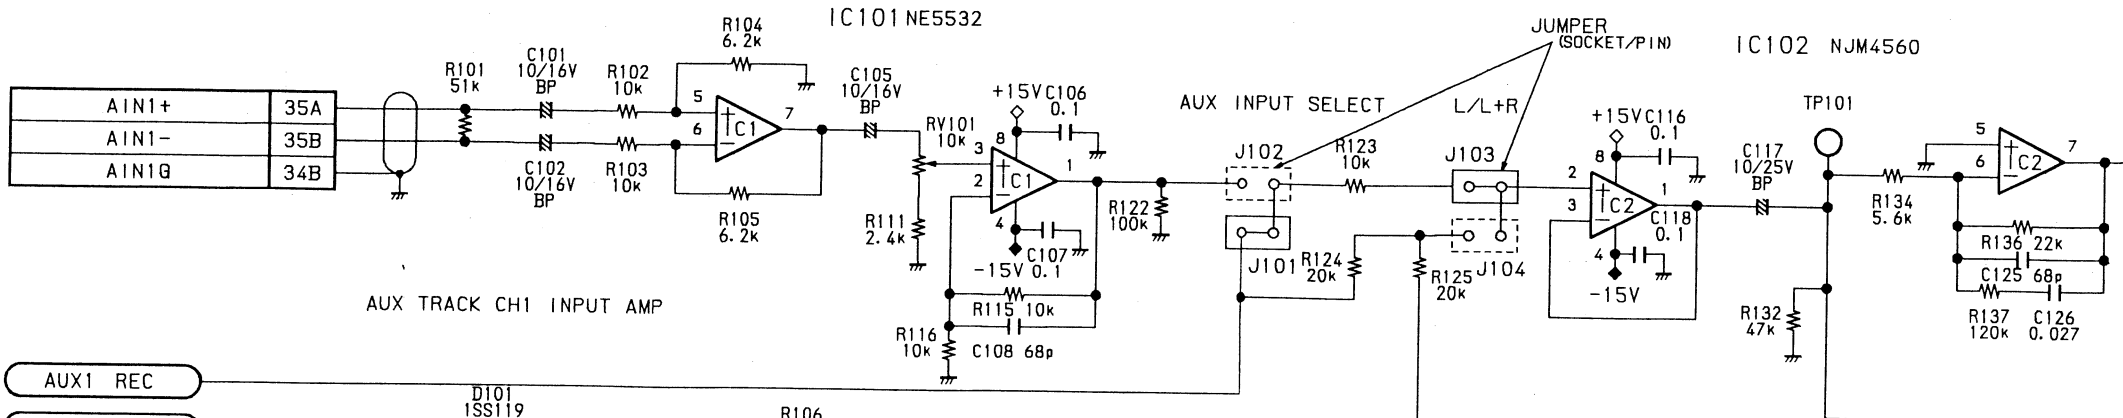 IC101 NE5532
JUMPER
(SOCKET/PIN)
IC102 NJM4560
R104
6.2k
C101
10/16V
BP
R101
51k
R102
10k
C105
10/16V
BP
AIN1+ 35A
AIN1- 35B
AIN1G 34B
5
6
7
+
-
IC1
C102
10/16V
BP
R103
10k
R105
6.2k
RV101
10k
R111
2.4k
+15V C106
0.1
8
3
2
1
4
+
-
IC1
C107
0.1
-15V
R115 10k
R116
10k
C108 68p
R122
100k
AUX INPUT SELECT
L/L+R
J102
R123
10k
J103
J101
R124
20k
R125
20k
J104
+15V C116
0.1
8
2
3
1
4
+
-
IC2
C118
0.1
-15V
C117
10/25V
BP
TP101
R134
5.6k
R132
47k
5
6
7
+
-
IC2
R136 22k
C125 68p
R137
120k
C126
0.027
AUX TRACK CH1 INPUT AMP
AUX1 REC
D101
1SS119
R106